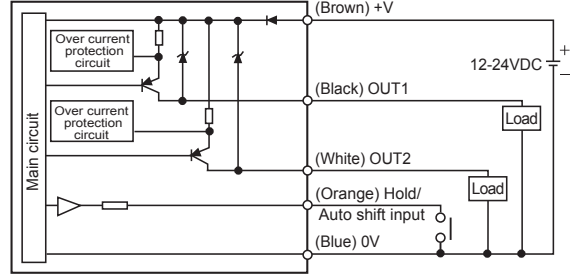 (Brown) +V
Over current
protection
circuit
12-24VDC
+
−
(Black) OUT1
Load
Over current
protection
circuit
Main circuit
(White) OUT2
Load
(Orange) Hold/
Auto shift input
(Blue) 0V